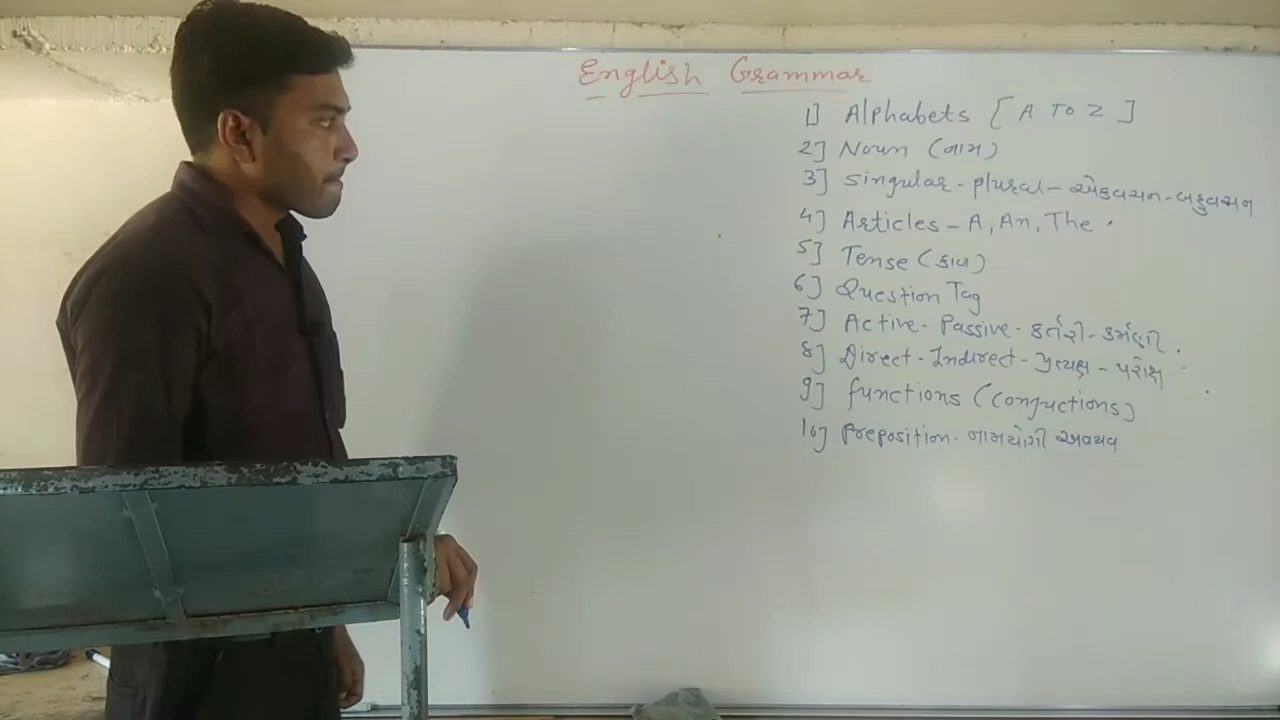 English Grammar
1] Alphabets [A To Z]
2] Noun (નામ)
3] Singular - plural - એકવચન - બહુવચન
4] Articles - A, An, The.
5] Tense (કાળ)
6] Question Tag
7] Active - Passive - કર્તરી - કર્મણી.
8] Direct - Indirect - પ્રત્યક્ષ - પરોક્ષ
9] functions (Conjuctions)
10] Preposition - નામયોગી અવયવ